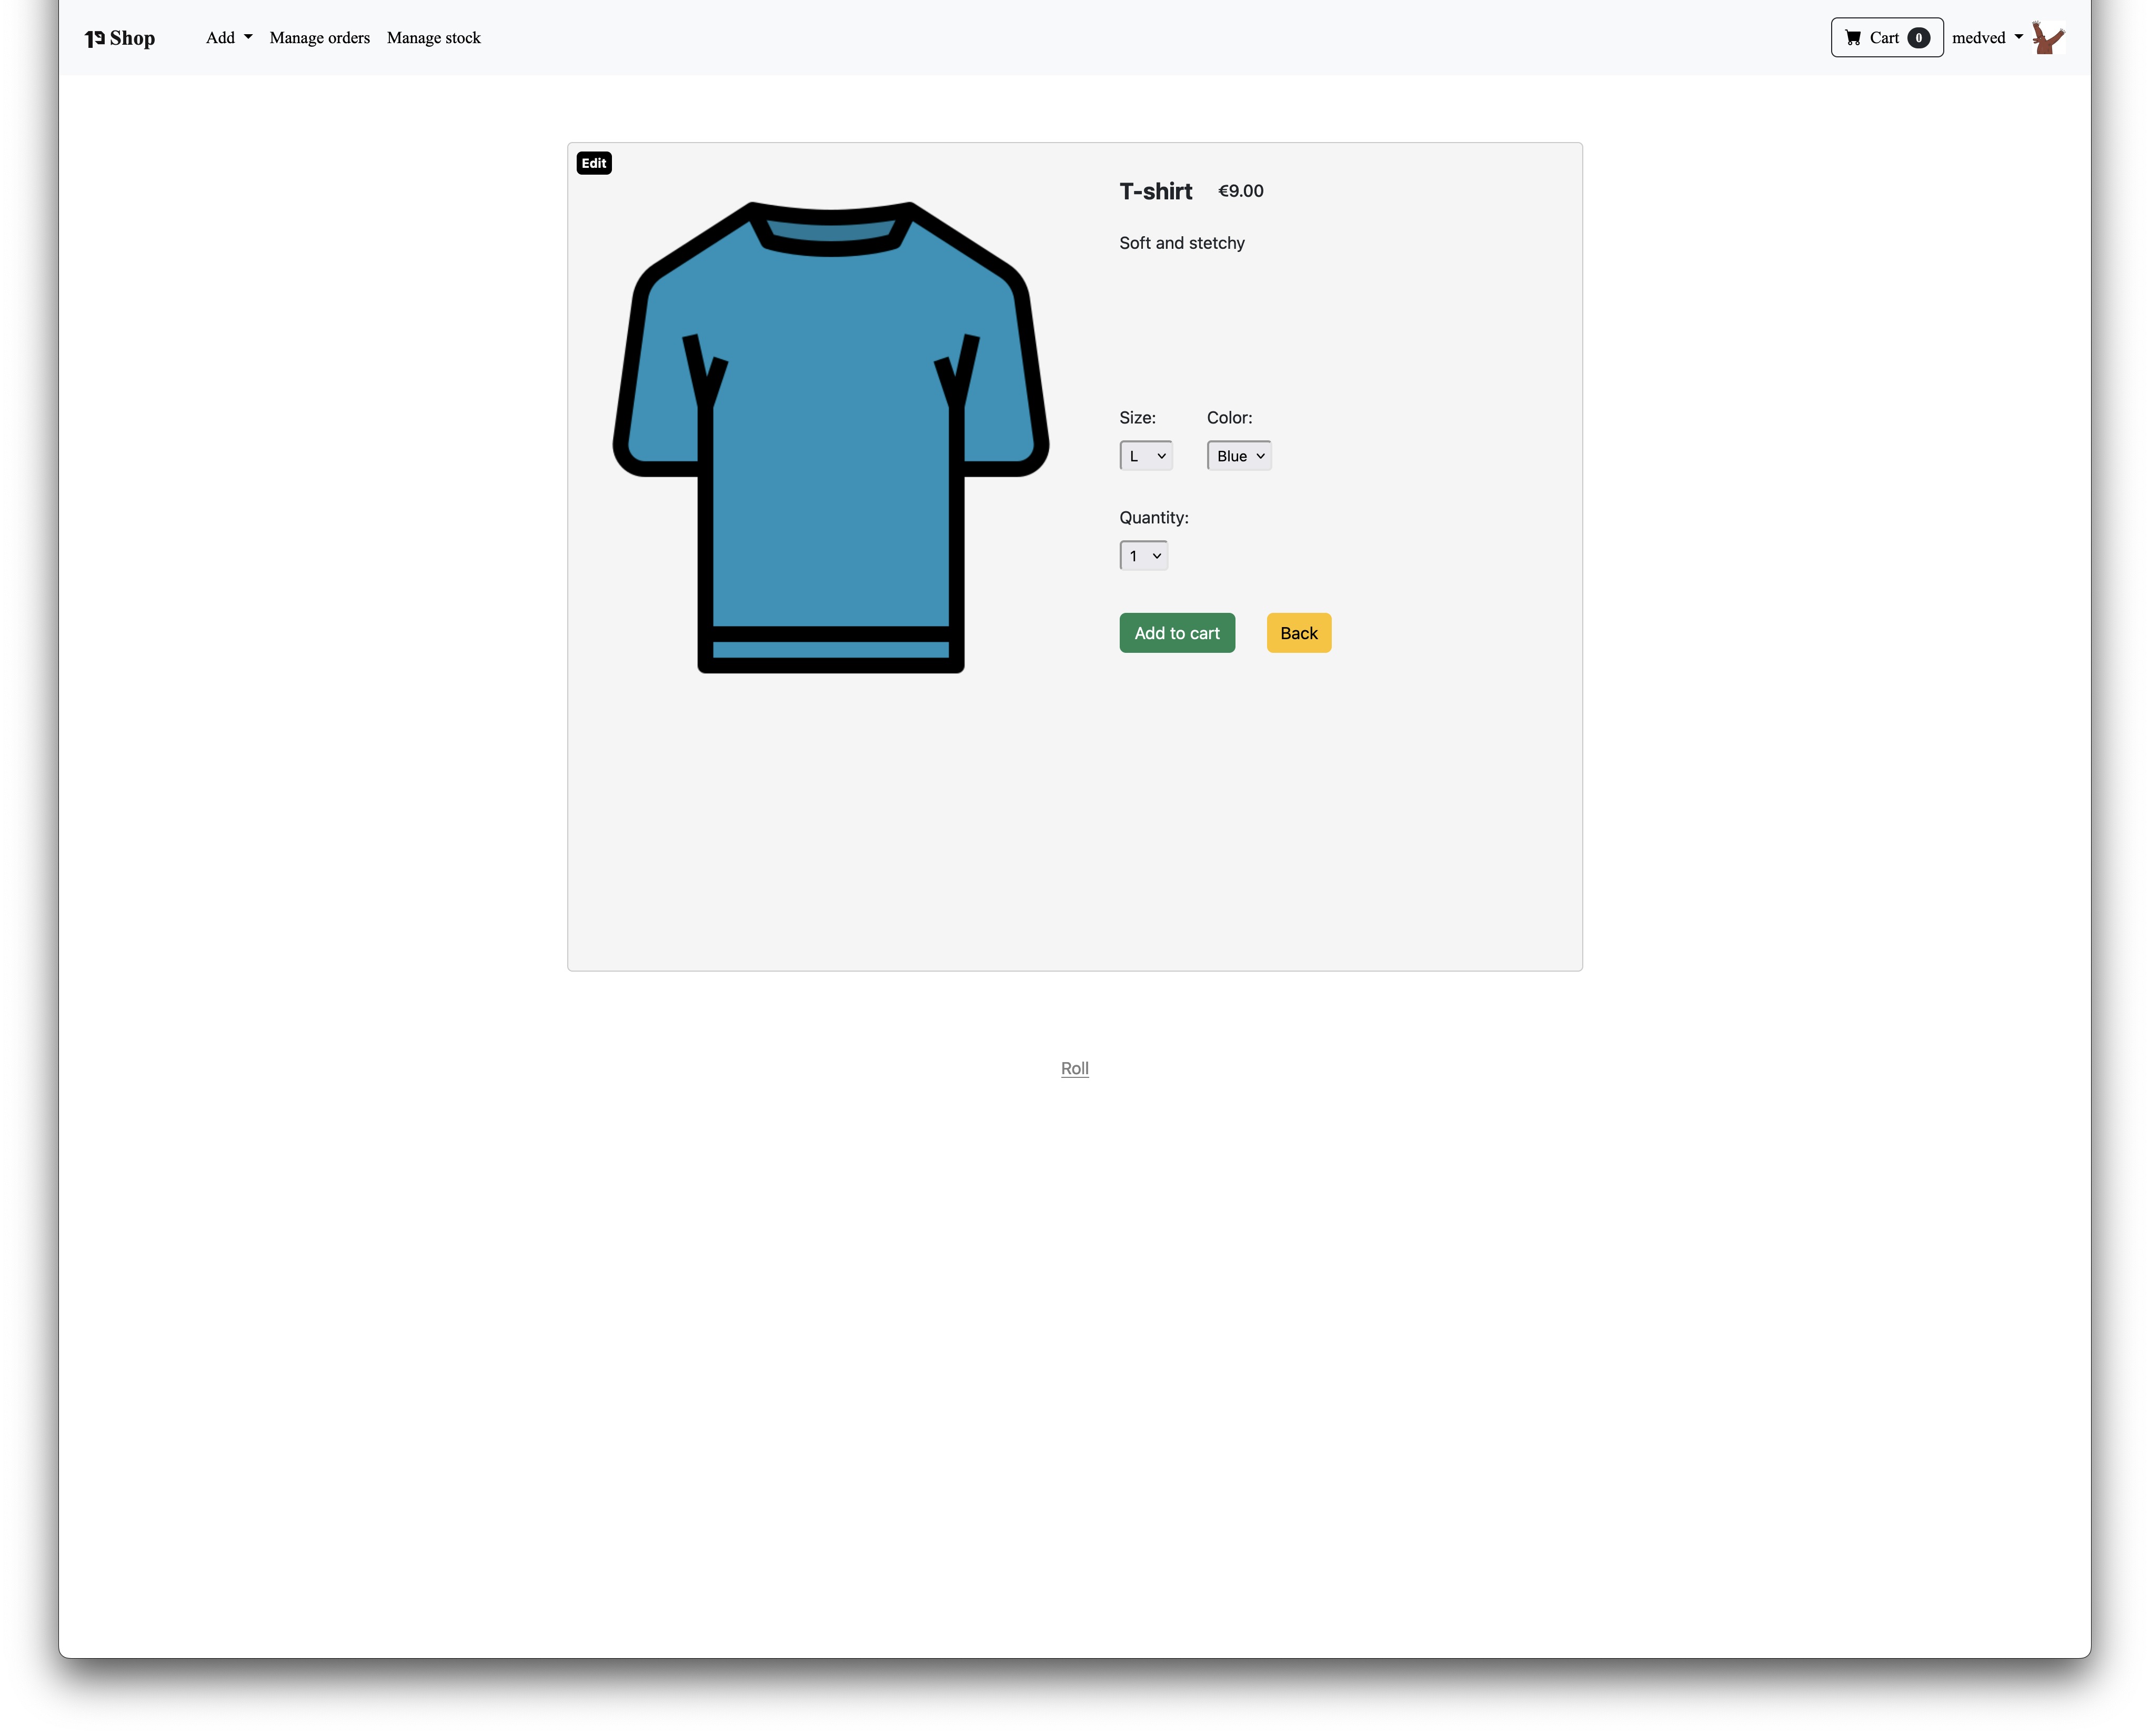 19 Shop
Add
Manage orders
Manage stock
Cart 0
medved
Edit
T-shirt €9.00
Soft and stetchy
Size: Color:
L Blue
Quantity:
1
Add to cart Back
Roll